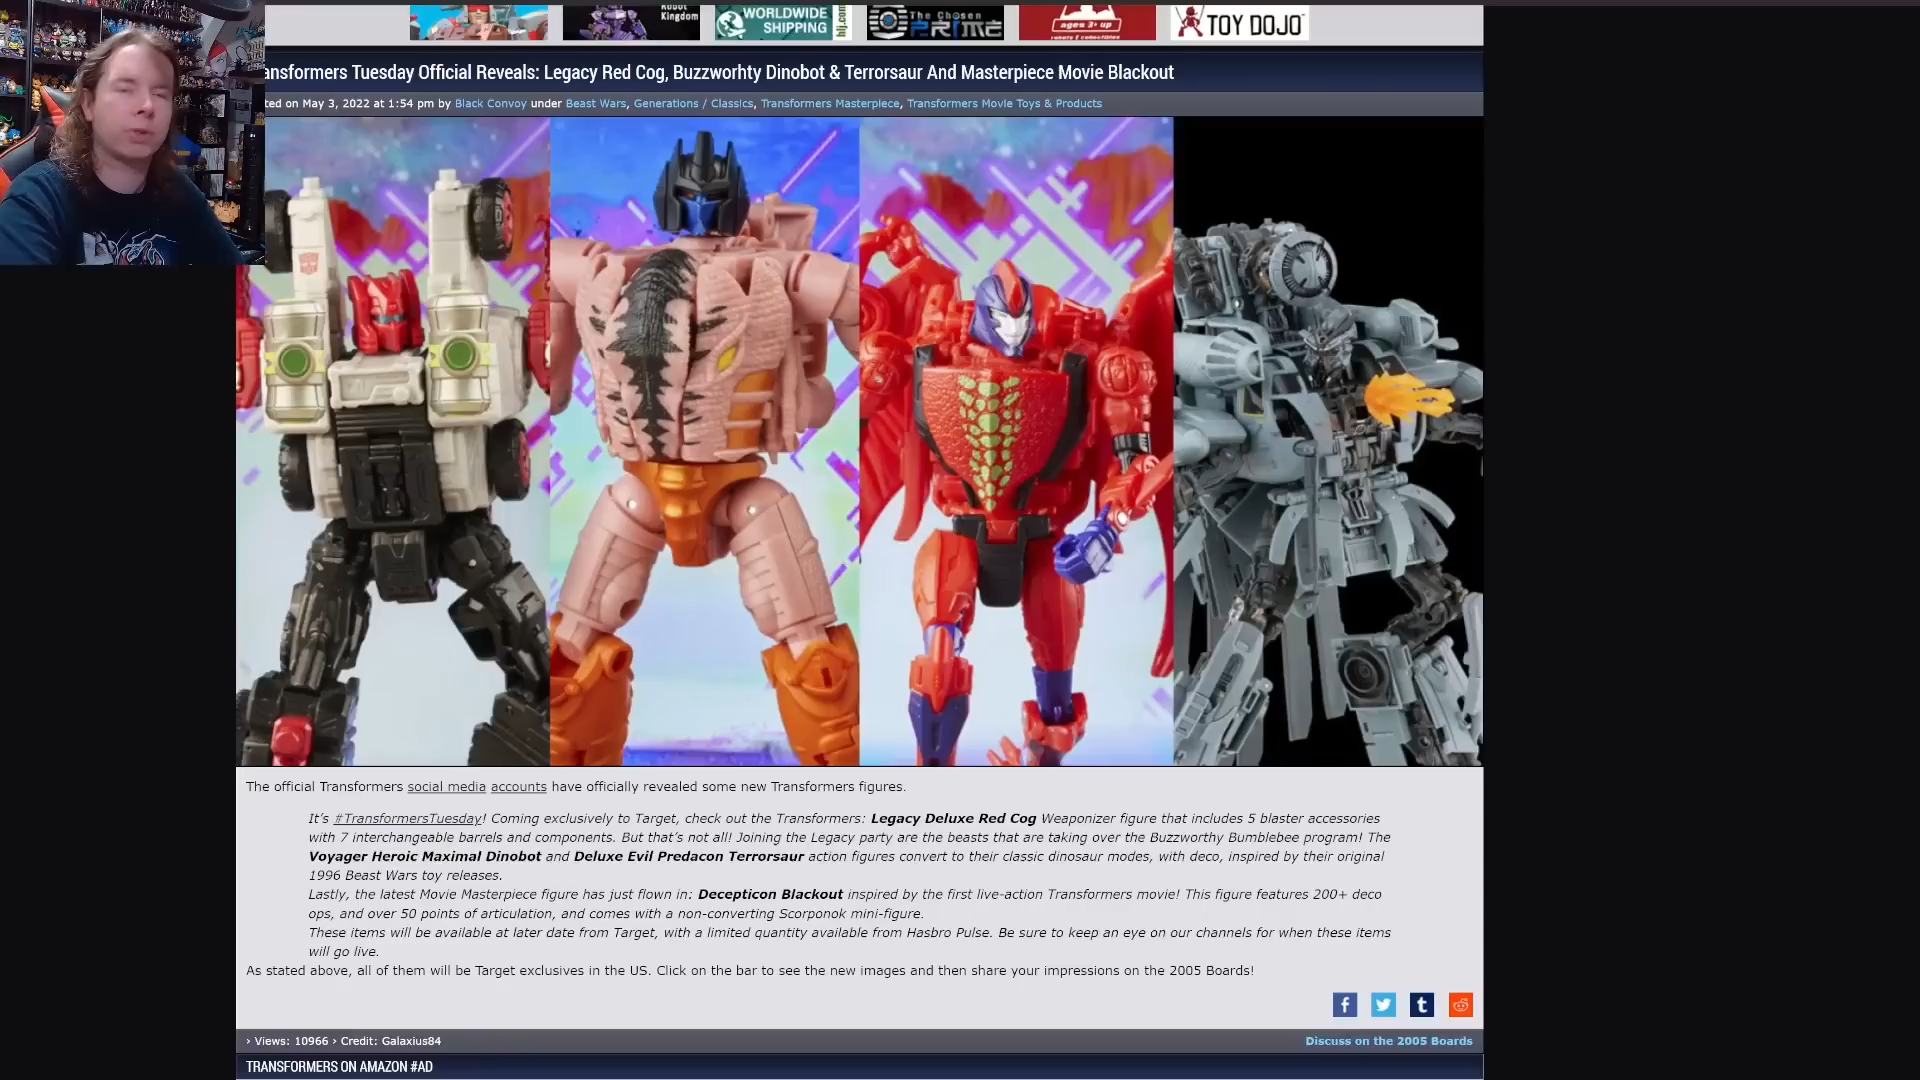 Robot
Kingdom
WORLDWIDE
SHIPPING
hlj.com
The Chosen
PRIME
ages 3+ up
robots & collectibles
TOY DOJO
ansformers Tuesday Official Reveals: Legacy Red Cog, Buzzworhty Dinobot & Terrorsaur And Masterpiece Movie Blackout
ted on May 3, 2022 at 1:54 pm by Black Convoy under Beast Wars, Generations / Classics, Transformers Masterpiece, Transformers Movie Toys & Products
The official Transformers social media accounts have officially revealed some new Transformers figures.
It's #TransformersTuesday! Coming exclusively to Target, check out the Transformers: Legacy Deluxe Red Cog Weaponizer figure that includes 5 blaster accessories
with 7 interchangeable barrels and components. But that's not all! Joining the Legacy party are the beasts that are taking over the Buzzworthy Bumblebee program! The
Voyager Heroic Maximal Dinobot and Deluxe Evil Predacon Terrorsaur action figures convert to their classic dinosaur modes, with deco, inspired by their original
1996 Beast Wars toy releases.
Lastly, the latest Movie Masterpiece figure has just flown in: Decepticon Blackout inspired by the first live-action Transformers movie! This figure features 200+ deco
ops, and over 50 points of articulation, and comes with a non-converting Scorponok mini-figure.
These items will be available at later date from Target, with a limited quantity available from Hasbro Pulse. Be sure to keep an eye on our channels for when these items
will go live.
As stated above, all of them will be Target exclusives in the US. Click on the bar to see the new images and then share your impressions on the 2005 Boards!
› Views: 10966 › Credit: Galaxius84
Discuss on the 2005 Boards
TRANSFORMERS ON AMAZON #AD